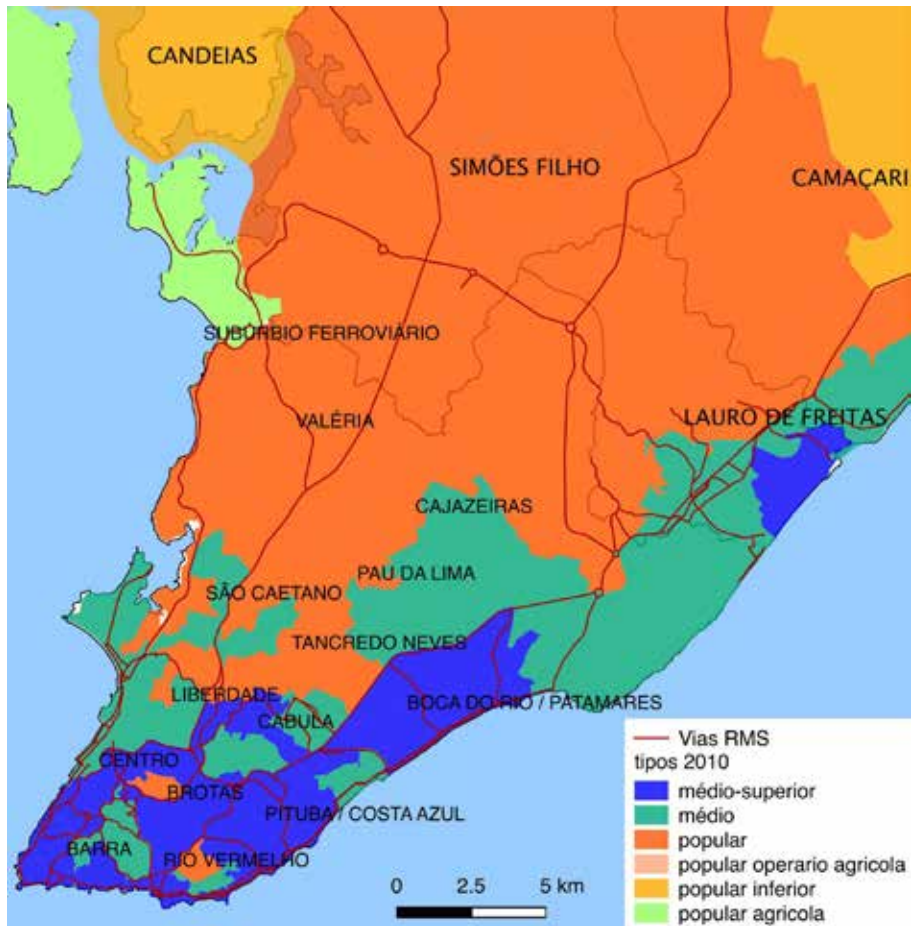 CANDEIAS
SIMÕES FILHO
CAMAÇARI
SUBÚRBIO FERROVIÁRIO
VALÉRIA
LAURO DE FREITAS
CAJAZEIRAS
PAU DA LIMA
SÃO CAETANO
TANCREDO NEVES
LIBERDADE
BOCA DO RIO / PATAMARES
CABULA
CENTRO
BROTAS
PITUBA / COSTA AZUL
BARRA
RIO VERMELHO
0 2.5 5 km
Vias RMS
tipos 2010
médio-superior
médio
popular
popular operario agricola
popular inferior
popular agricola